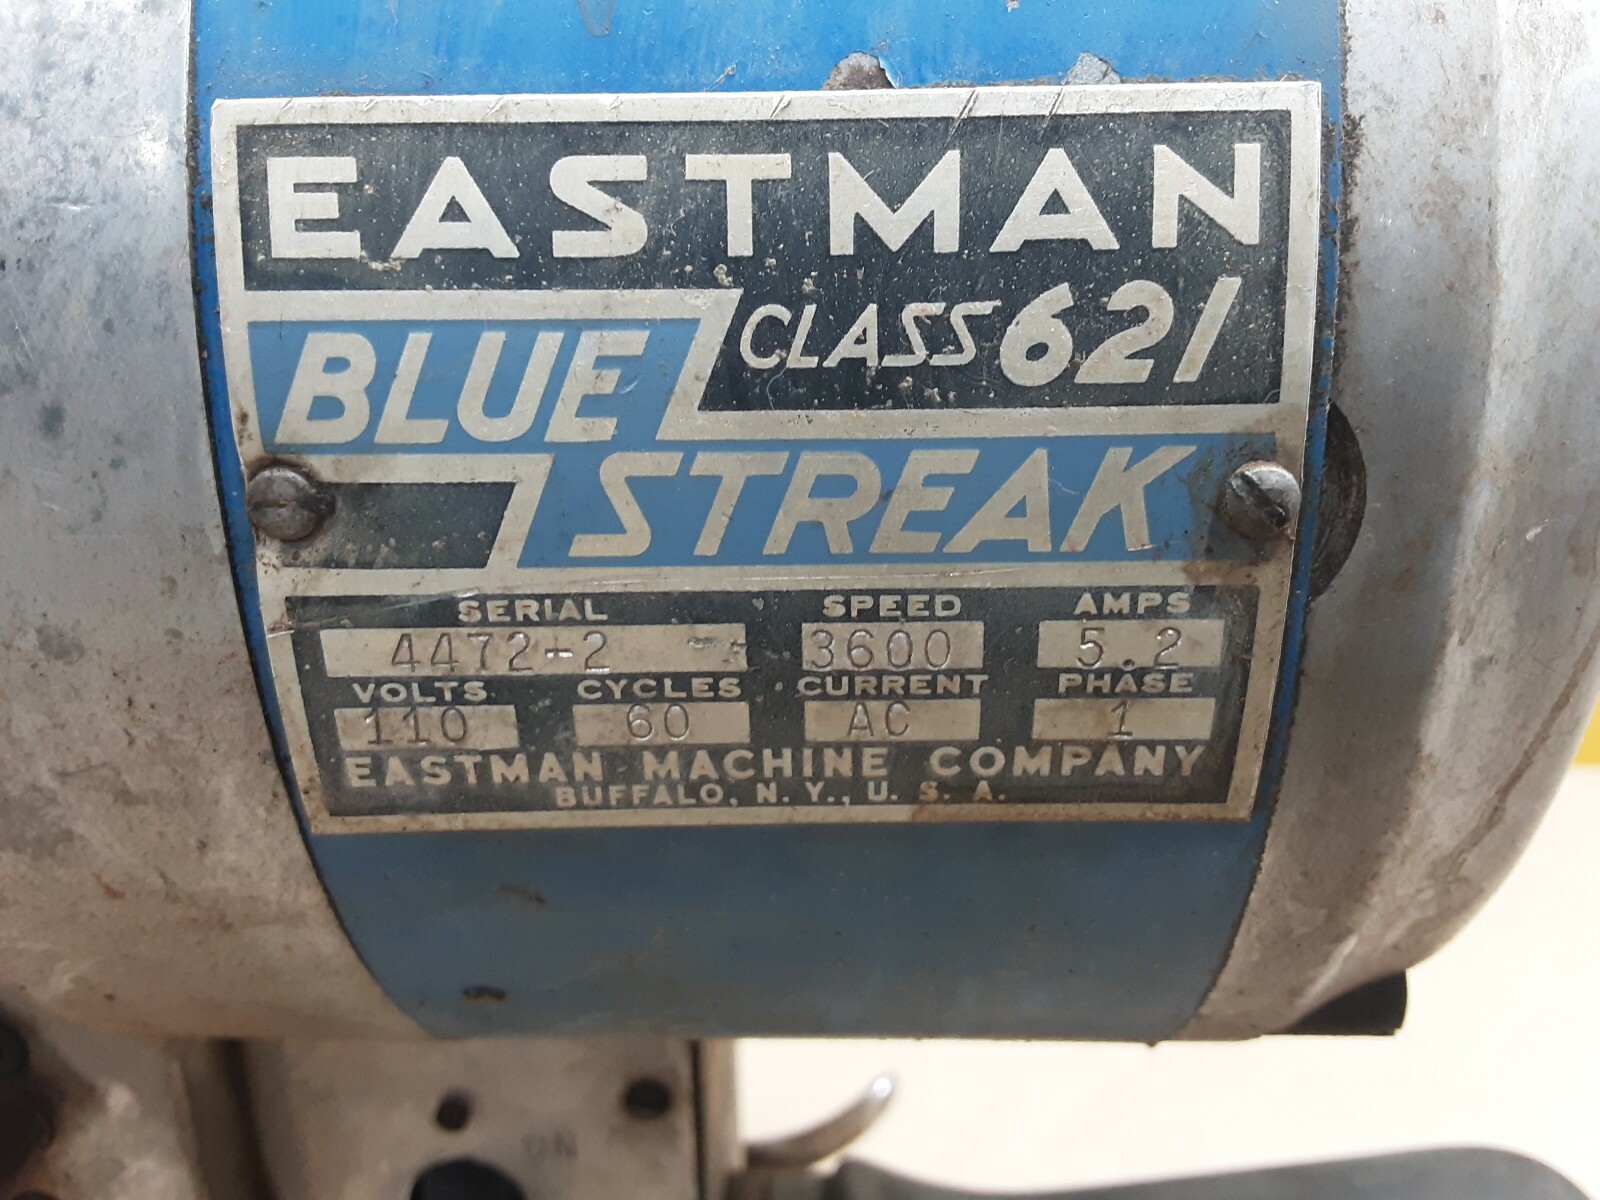 EASTMAN
CLASS 621
BLUE
STREAK
SERIAL SPEED AMPS
4472-2 3600 5.2
VOLTS CYCLES CURRENT PHASE
110 60 AC 1
EASTMAN MACHINE COMPANY
BUFFALO, N. Y., U. S. A.
ON